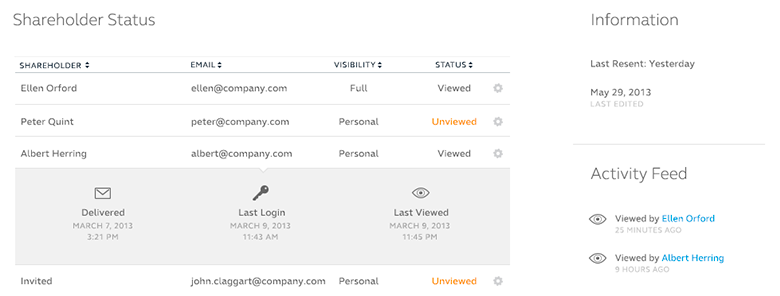 Shareholder Status
SHAREHOLDER EMAIL VISIBILITY STATUS
Ellen Orford ellen@company.com Full Viewed
Peter Quint peter@company.com Personal Unviewed
Albert Herring albert@company.com Personal Viewed
Delivered Last Login Last Viewed
MARCH 7, 2013 MARCH 9, 2013 MARCH 9, 2013
3:21 PM 11:43 AM 11:45 PM
Invited john.claggart@company.com Personal Unviewed
Information
Last Resent: Yesterday
May 29, 2013
LAST EDITED
Activity Feed
Viewed by Ellen Orford
25 MINUTES AGO
Viewed by Albert Herring
9 HOURS AGO